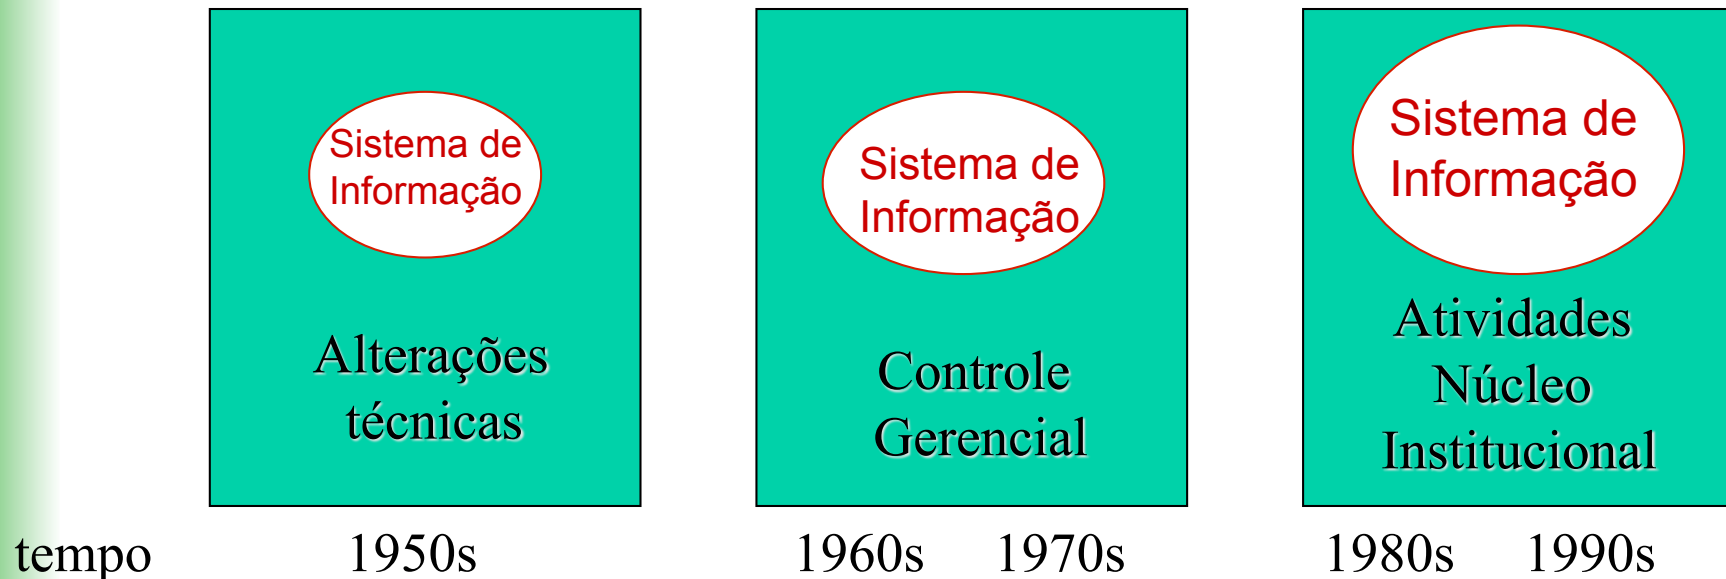 Sistema de
Informação
Alterações
técnicas
Sistema de
Informação
Controle
Gerencial
Sistema de
Informação
Atividades
Núcleo
Institucional
tempo 1950s 1960s 1970s 1980s 1990s